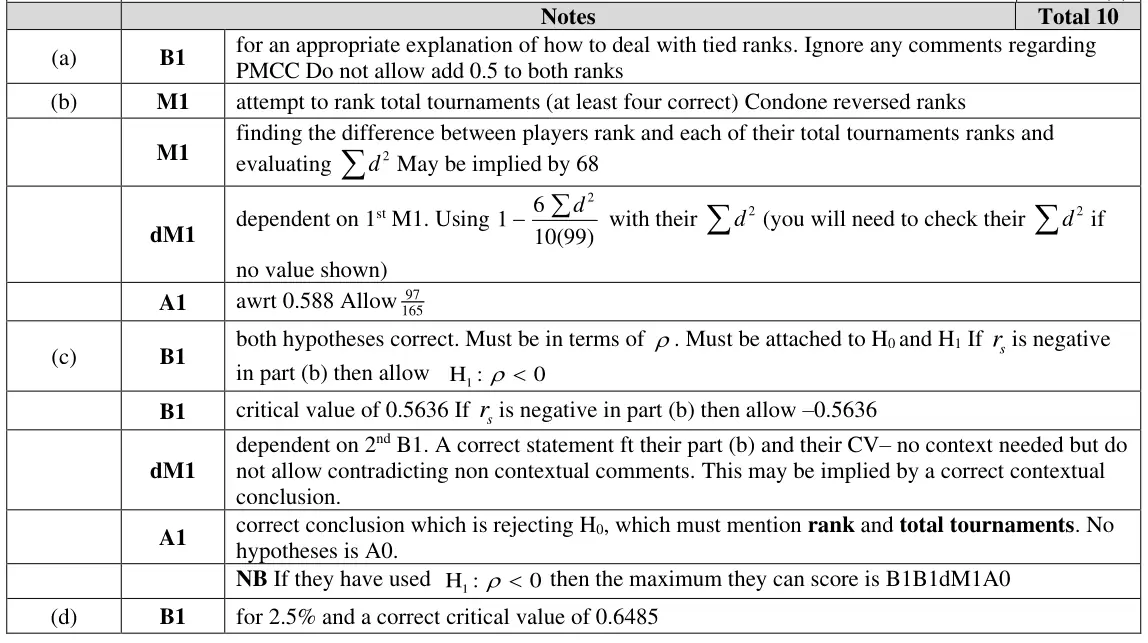 Notes Total 10
(a) B1 for an appropriate explanation of how to deal with tied ranks. Ignore any comments regarding
PMCC Do not allow add 0.5 to both ranks
(b) M1 attempt to rank total tournaments (at least four correct) Condone reversed ranks
M1 finding the difference between players rank and each of their total tournaments ranks and
evaluating ∑d² May be implied by 68
dM1 dependent on 1st M1. Using 1 – 6∑d²/10(99) with their ∑d² (you will need to check their ∑d² if
no value shown)
A1 awrt 0.588 Allow 97/165
(c) B1 both hypotheses correct. Must be in terms of ρ . Must be attached to H₀ and H₁ If rₛ is negative
in part (b) then allow H₁ : ρ < 0
B1 critical value of 0.5636 If rₛ is negative in part (b) then allow –0.5636
dM1 dependent on 2nd B1. A correct statement ft their part (b) and their CV– no context needed but do
not allow contradicting non contextual comments. This may be implied by a correct contextual
conclusion.
A1 correct conclusion which is rejecting H₀, which must mention rank and total tournaments. No
hypotheses is A0.
NB If they have used H₁ : ρ < 0 then the maximum they can score is B1B1dM1A0
(d) B1 for 2.5% and a correct critical value of 0.6485